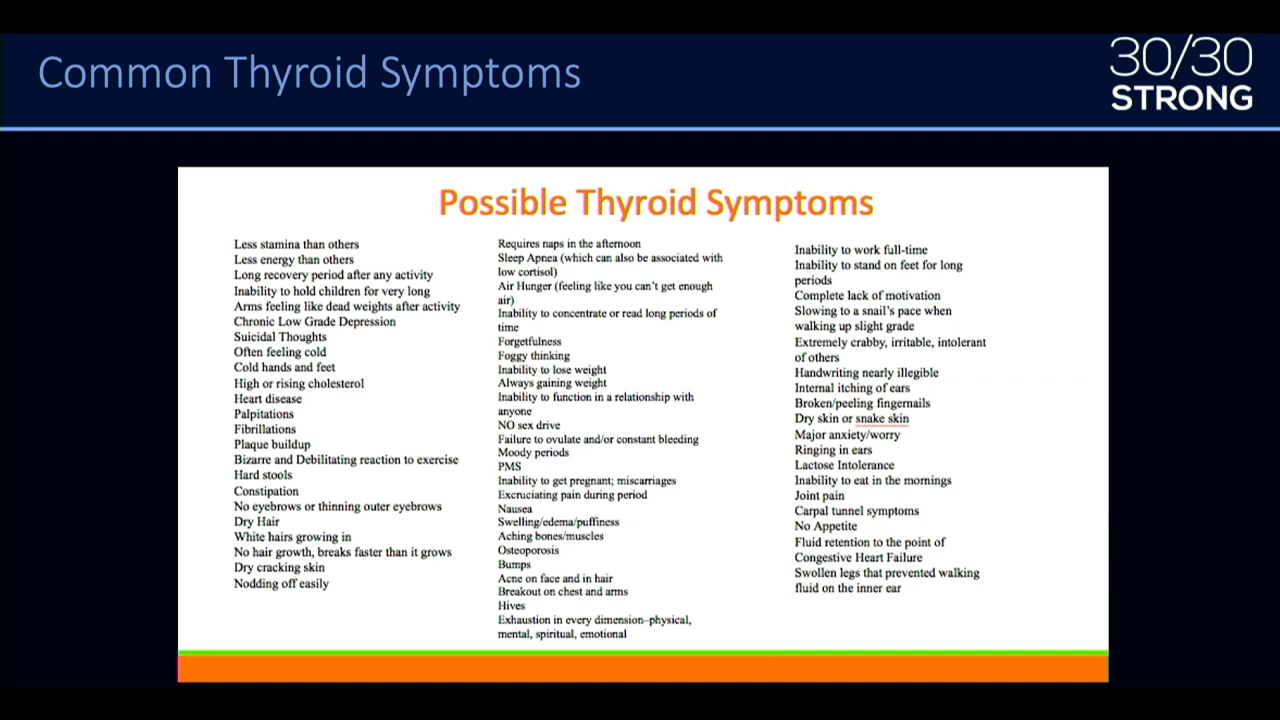 Common Thyroid Symptoms
30/30
STRONG
Possible Thyroid Symptoms
Less stamina than others
Less energy than others
Long recovery period after any activity
Inability to hold children for very long
Arms feeling like dead weights after activity
Chronic Low Grade Depression
Suicidal Thoughts
Often feeling cold
Cold hands and feet
High or rising cholesterol
Heart disease
Palpitations
Fibrillations
Plaque buildup
Bizarre and Debilitating reaction to exercise
Hard stools
Constipation
No eyebrows or thinning outer eyebrows
Dry Hair
White hairs growing in
No hair growth, breaks faster than it grows
Dry cracking skin
Nodding off easily
Requires naps in the afternoon
Sleep Apnea (which can also be associated with
low cortisol)
Air Hunger (feeling like you can't get enough
air)
Inability to concentrate or read long periods of
time
Forgetfulness
Foggy thinking
Inability to lose weight
Always gaining weight
Inability to function in a relationship with
anyone
NO sex drive
Failure to ovulate and/or constant bleeding
Moody periods
PMS
Inability to get pregnant; miscarriages
Excruciating pain during period
Nausea
Swelling/edema/puffiness
Aching bones/muscles
Osteoporosis
Bumps
Acne on face and in hair
Breakout on chest and arms
Hives
Exhaustion in every dimension–physical,
mental, spiritual, emotional
Inability to work full-time
Inability to stand on feet for long
periods
Complete lack of motivation
Slowing to a snail's pace when
walking up slight grade
Extremely crabby, irritable, intolerant
of others
Handwriting nearly illegible
Internal itching of ears
Broken/peeling fingernails
Dry skin or snake skin
Major anxiety/worry
Ringing in ears
Lactose Intolerance
Inability to eat in the mornings
Joint pain
Carpal tunnel symptoms
No Appetite
Fluid retention to the point of
Congestive Heart Failure
Swollen legs that prevented walking
fluid on the inner ear